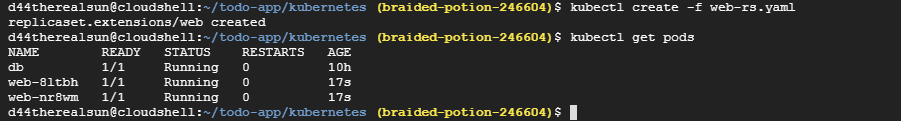 d44therealsun@cloudshell:~/todo-app/kubernetes (braided-potion-246604)$ kubectl create -f web-rs.yaml
replicaset.extensions/web created
d44therealsun@cloudshell:~/todo-app/kubernetes (braided-potion-246604)$ kubectl get pods
NAME READY STATUS RESTARTS AGE
db 1/1 Running 0 10h
web-8ltbh 1/1 Running 0 17s
web-nr8wm 1/1 Running 0 17s
d44therealsun@cloudshell:~/todo-app/kubernetes (braided-potion-246604)$